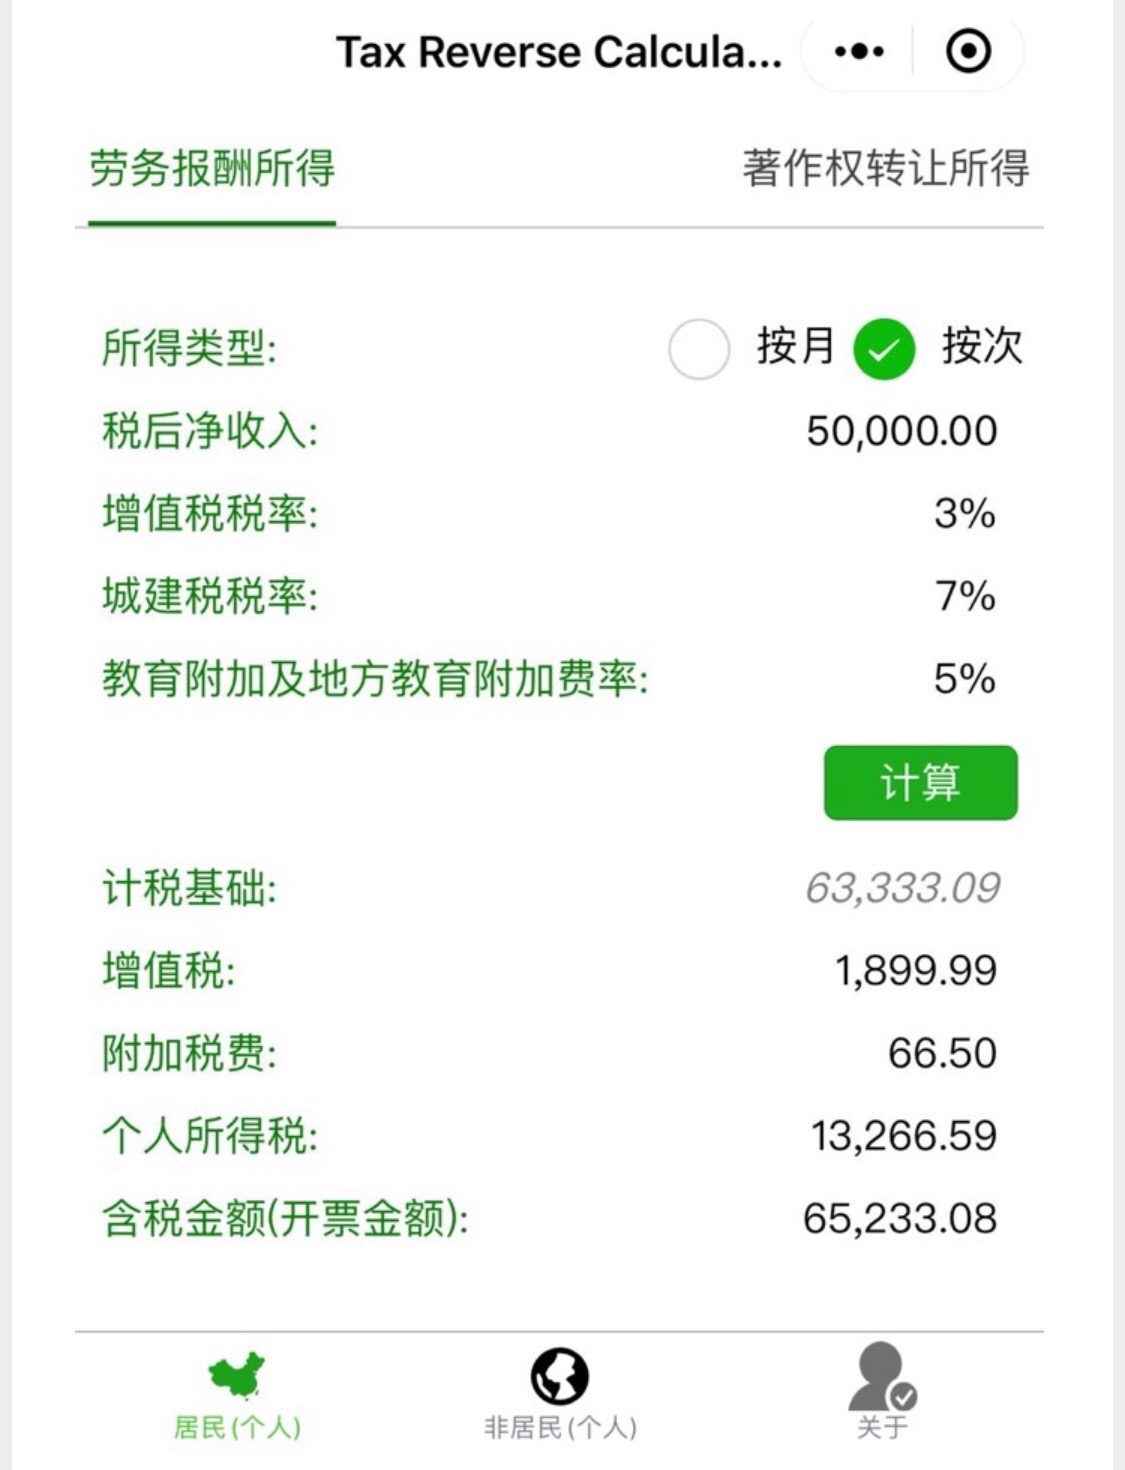 Tax Reverse Calcula...
劳务报酬所得 著作权转让所得
所得类型: 按月 按次
税后净收入: 50,000.00
增值税税率: 3%
城建税税率: 7%
教育附加及地方教育附加费率: 5%
计算
计税基础: 63,333.09
增值税: 1,899.99
附加税费: 66.50
个人所得税: 13,266.59
含税金额(开票金额): 65,233.08
居民(个人) 非居民(个人) 关于